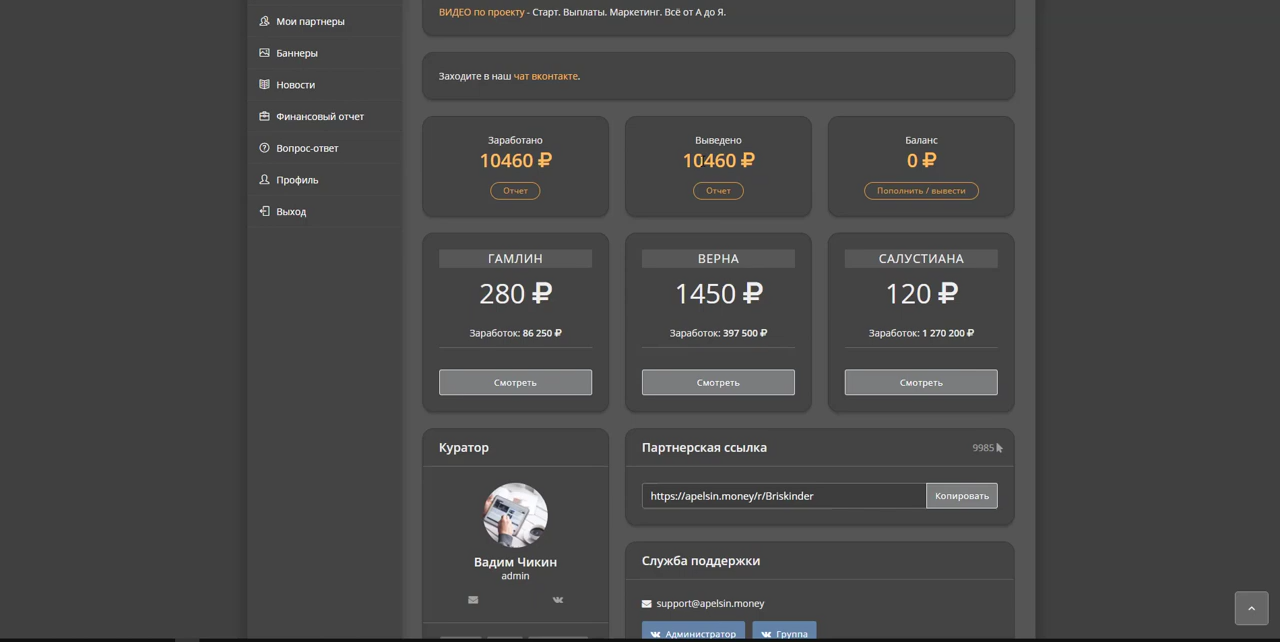 Мои партнеры
Баннеры
Новости
Финансовый отчет
Вопрос-ответ
Профиль
Выход
ВИДЕО по проекту - Старт. Выплаты. Маркетинг. Всё от А до Я.
Заходите в наш чат вконтакте.
Заработано
10460 ₽
Отчет
Выведено
10460 ₽
Отчет
Баланс
0 ₽
Пополнить / вывести
ГАМЛИН
280 ₽
Заработок: 86 250 ₽
Смотреть
ВЕРНА
1450 ₽
Заработок: 397 500 ₽
Смотреть
САЛУСТИАНА
120 ₽
Заработок: 1 270 200 ₽
Смотреть
Куратор
Вадим Чикин
admin
Партнерская ссылка
9985
https://apelsin.money/r/Briskinder
Копировать
Служба поддержки
support@apelsin.money
Администратор
Группа